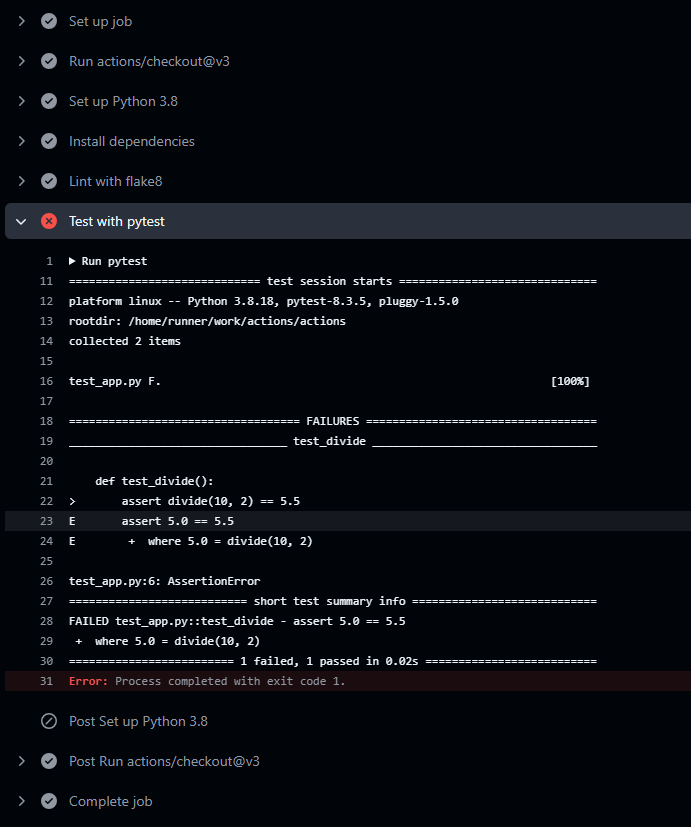 Set up job
Run actions/checkout@v3
Set up Python 3.8
Install dependencies
Lint with flake8
Test with pytest
1 ▶ Run pytest
11 ============================= test session starts ==============================
12 platform linux -- Python 3.8.18, pytest-8.3.5, pluggy-1.5.0
13 rootdir: /home/runner/work/actions/actions
14 collected 2 items
15
16 test_app.py F. [100%]
17
18 =================================== FAILURES ===================================
19 _________________________________ test_divide __________________________________
20
21 def test_divide():
22 > assert divide(10, 2) == 5.5
23 E assert 5.0 == 5.5
24 E + where 5.0 = divide(10, 2)
25
26 test_app.py:6: AssertionError
27 =========================== short test summary info ============================
28 FAILED test_app.py::test_divide - assert 5.0 == 5.5
29 + where 5.0 = divide(10, 2)
30 ========================= 1 failed, 1 passed in 0.02s ==========================
31 Error: Process completed with exit code 1.
Post Set up Python 3.8
Post Run actions/checkout@v3
Complete job